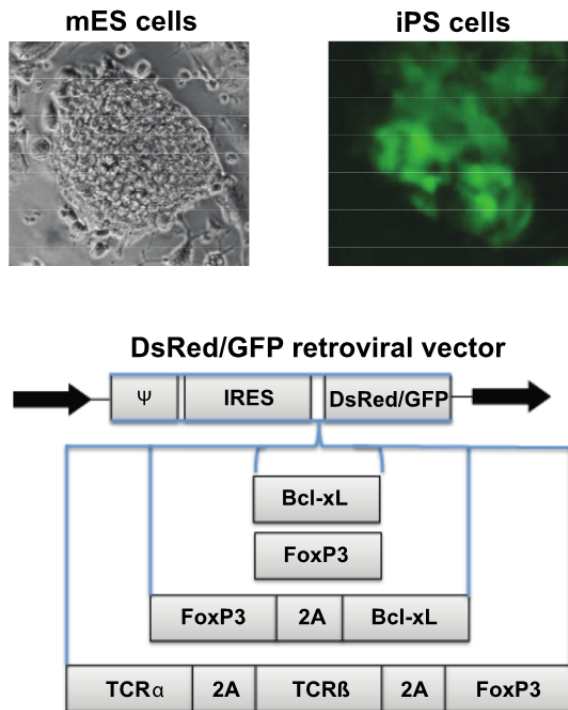 mES cells iPS cells
DsRed/GFP retroviral vector
Ψ IRES DsRed/GFP
Bcl-xL
FoxP3
FoxP3 2A Bcl-xL
TCRα 2A TCRß 2A FoxP3